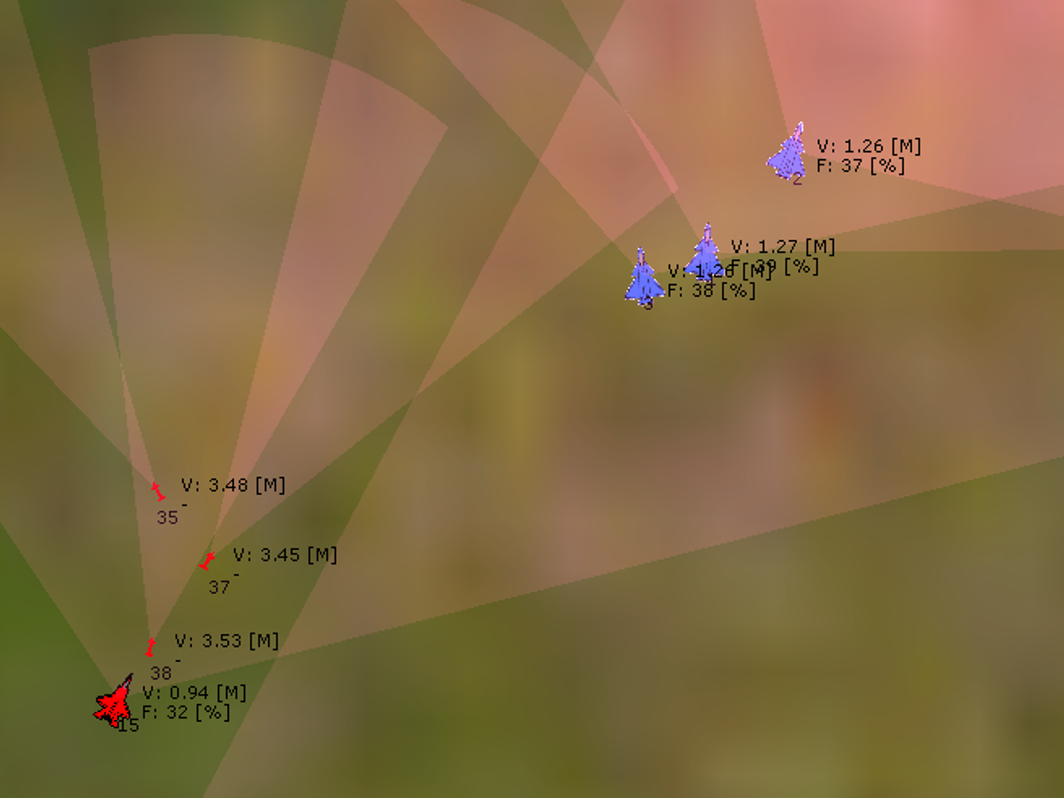 V: 1.26 [M]
F: 37 [%]
2
V: 1.27 [M]
F: 39 [%]
V: 1.26 [M]
F: 38 [%]
3
V: 3.48 [M]
-
35
V: 3.45 [M]
-
37
V: 3.53 [M]
-
38
V: 0.94 [M]
F: 32 [%]
15